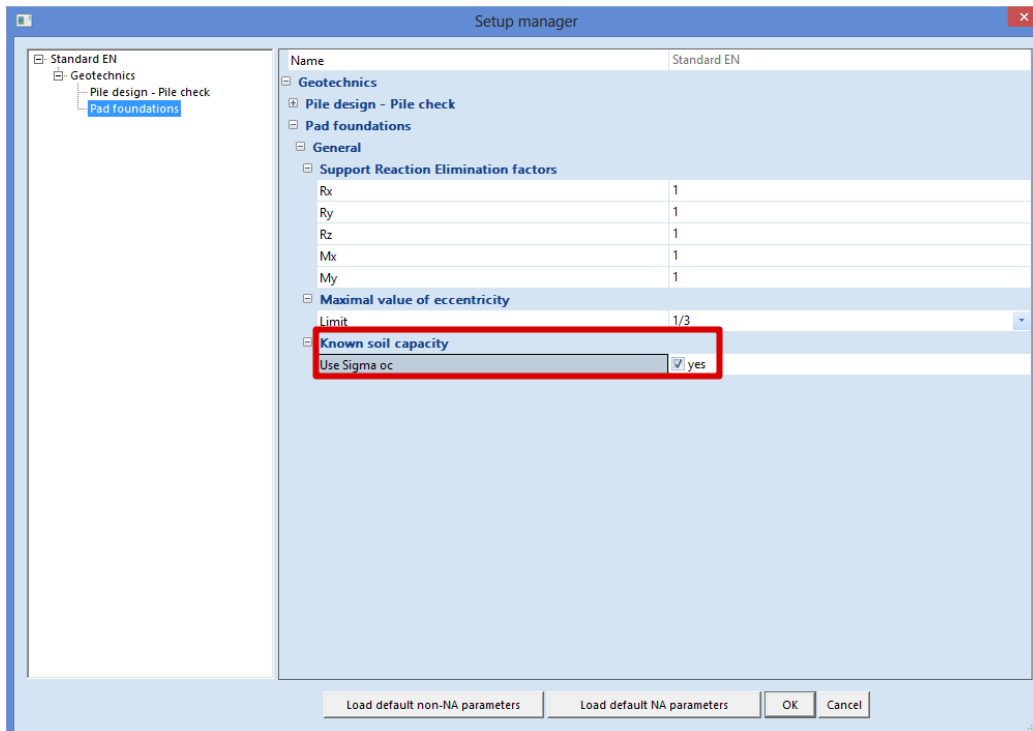 Setup manager
Standard EN
Geotechnics
Pile design - Pile check
Pad foundations
Name Standard EN
Geotechnics
Pile design - Pile check
Pad foundations
General
Support Reaction Elimination factors
Rx 1
Ry 1
Rz 1
Mx 1
My 1
Maximal value of eccentricity
Limit 1/3
Known soil capacity
Use Sigma oc yes
Load default non-NA parameters Load default NA parameters OK Cancel